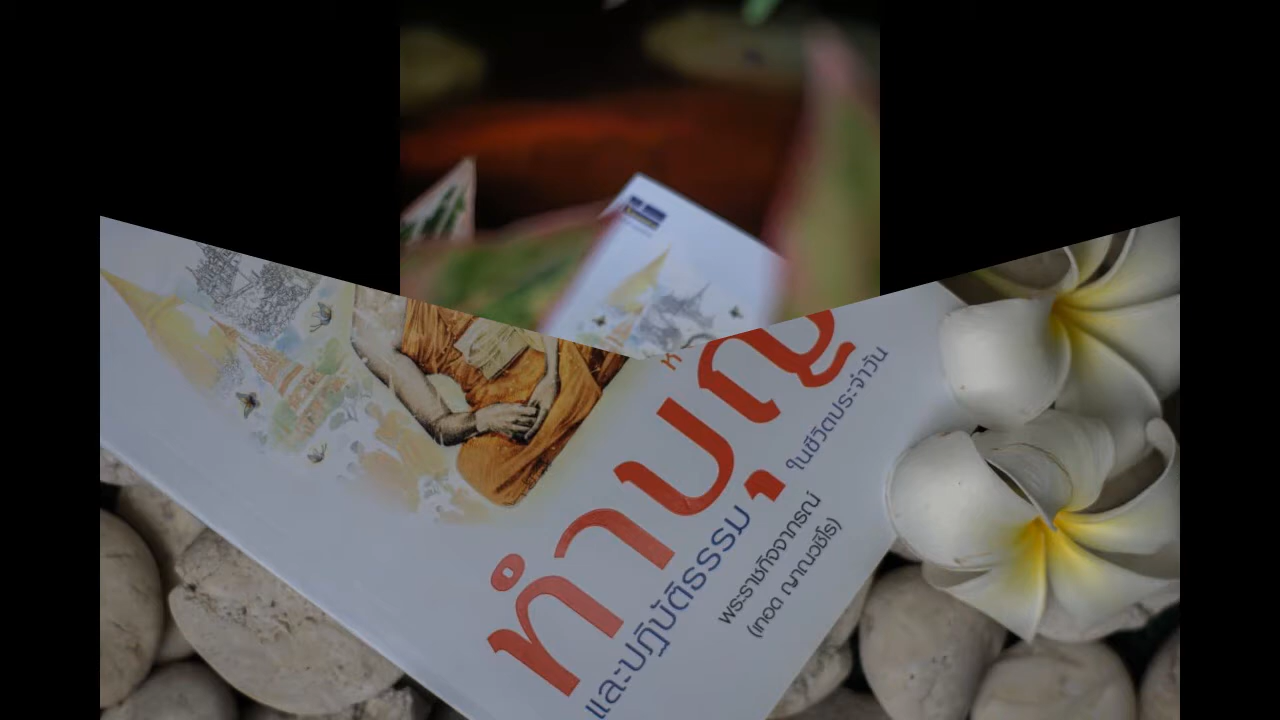 ทำบุญ
และปฏิบัติธรรม ในชีวิตประจำวัน
พระราชกิจจาภรณ์
(เทอด ญาณวชิโร)